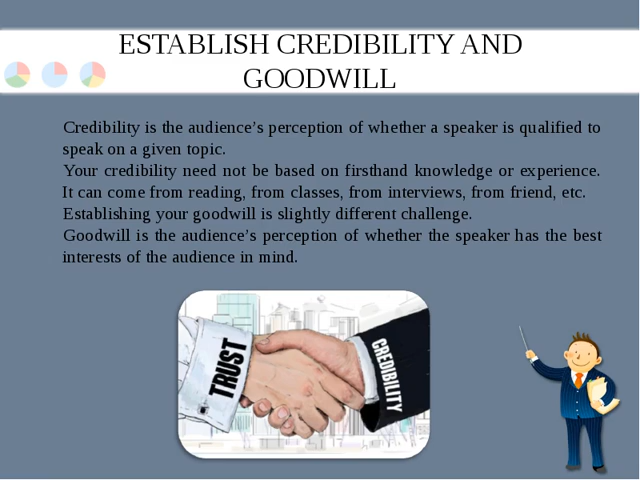 ESTABLISH CREDIBILITY AND
GOODWILL
Credibility is the audience’s perception of whether a speaker is qualified to
speak on a given topic.
Your credibility need not be based on firsthand knowledge or experience.
It can come from reading, from classes, from interviews, from friend, etc.
Establishing your goodwill is slightly different challenge.
Goodwill is the audience’s perception of whether the speaker has the best
interests of the audience in mind.
TRUST
CREDIBILITY